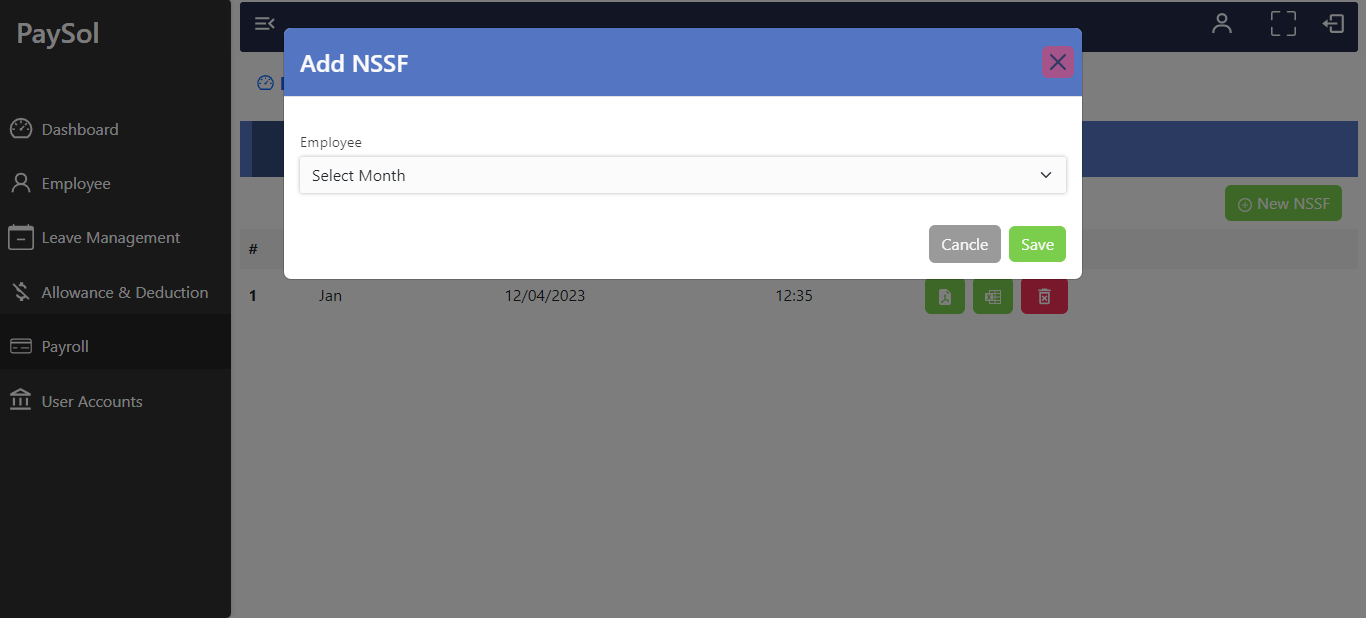 PaySol
Add NSSF
Dashboard
Employee
Employee
Select Month
Employee
New NSSF
Leave Management
Cancle
Save
#
Allowance & Deduction
1
Jan
12/04/2023
12:35
Payroll
User Accounts